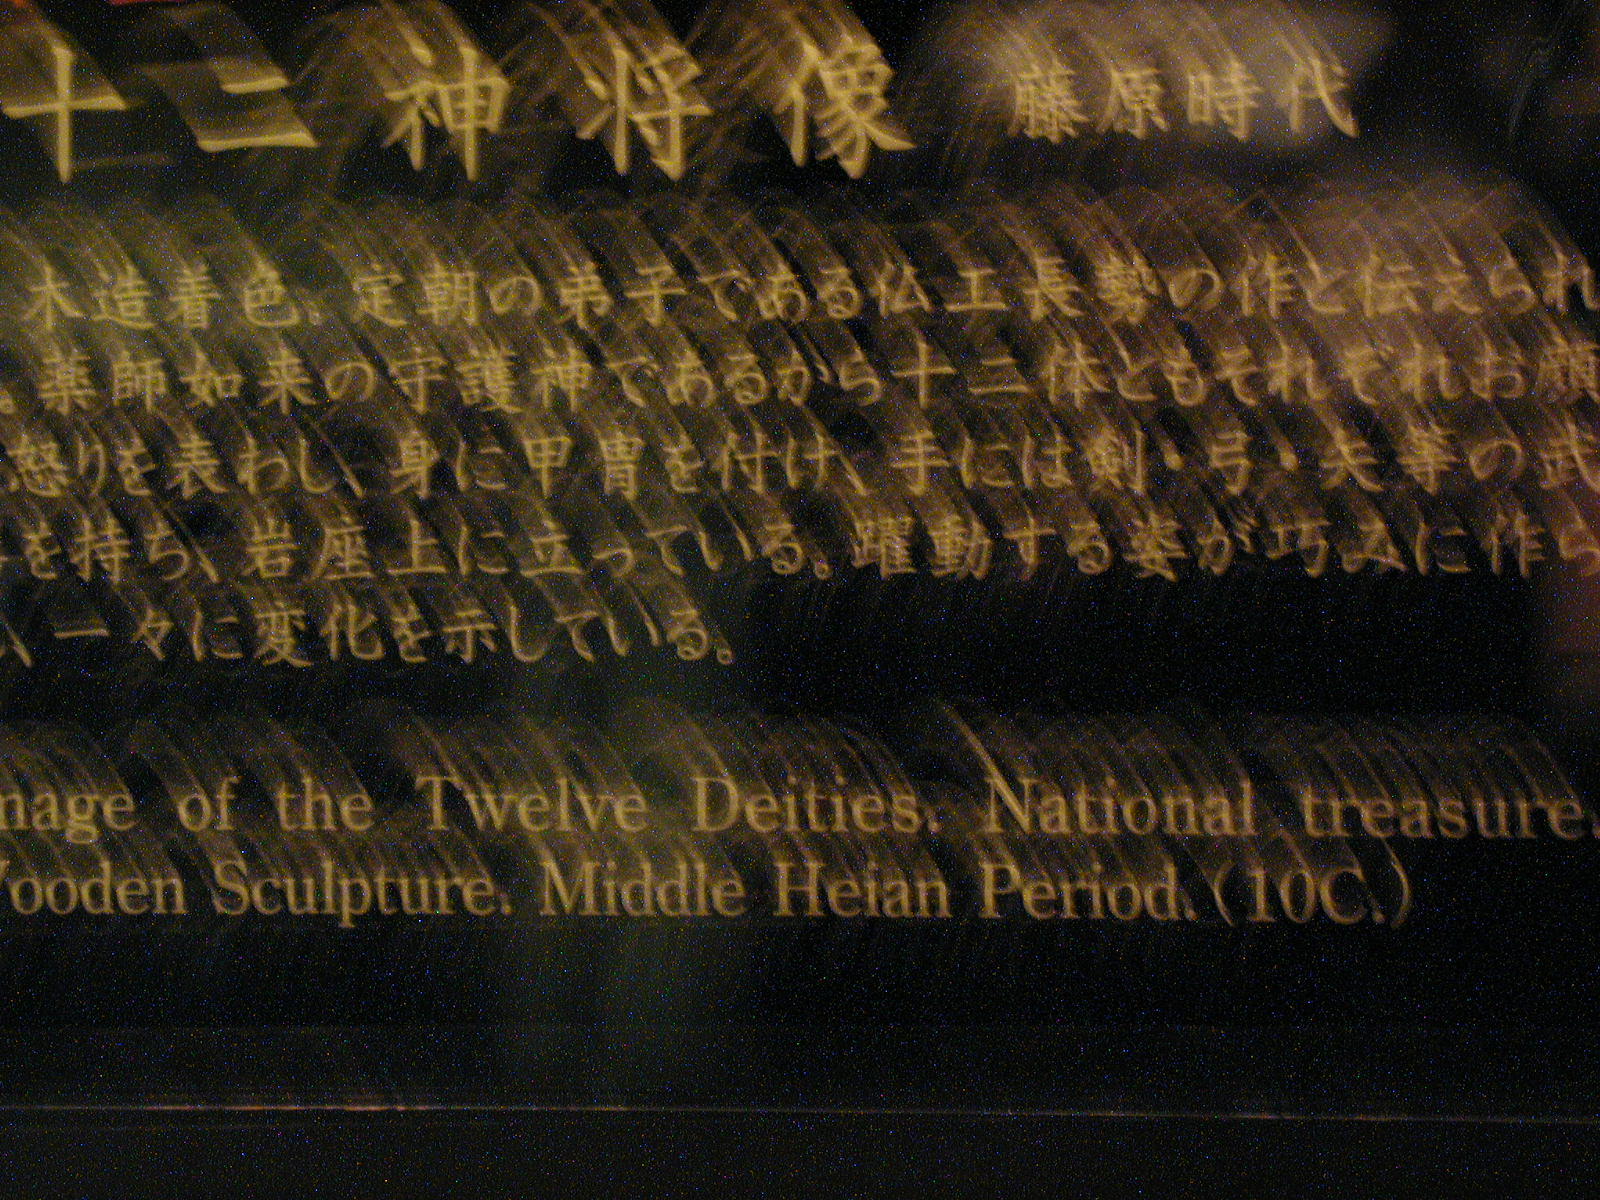 十二神将像 藤原時代
木造着色。定朝の弟子である仏工長勢の作と伝えられ
。薬師如来の守護神であるから十二体ともそれぞれお顔
怒りを表わし、身に甲冑を付け、手には剣・弓・矢等の武
を持ち、岩座上に立っている。躍動する姿が巧みに作ら
、一々に変化を示している。
mage of the Twelve Deities. National treasure.
Wooden Sculpture. Middle Heian Period. (10C.)